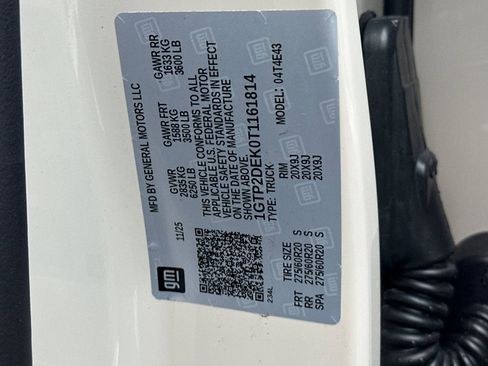 MFD BY GENERAL MOTORS LLC
11/25
GVWR GAWR FRT GAWR RR
2835 KG 1588 KG 1633 KG
6250 LB 3500 LB 3600 LB
THIS VEHICLE CONFORMS TO ALL
APPLICABLE U.S. FEDERAL MOTOR
VEHICLE SAFETY STANDARDS IN EFFECT
ON THE DATE OF MANUFACTURE
SHOWN ABOVE.
1GTP2DEK0T1161814
TYPE: TRUCK MODEL: 04T4E43
TIRE SIZE RIM
FRT 275/60R20 S 20X9J
RR 275/60R20 S 20X9J
SPA 275/60R20 S 20X9J
gm
234L